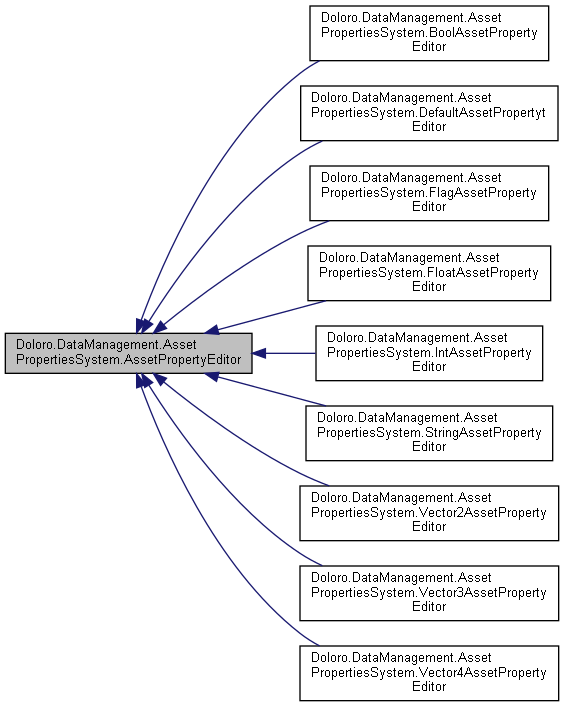 Doloro.DataManagement.Asset
PropertiesSystem.BoolAssetProperty
Editor
Doloro.DataManagement.Asset
PropertiesSystem.DefaultAssetPropertyt
Editor
Doloro.DataManagement.Asset
PropertiesSystem.FlagAssetProperty
Editor
Doloro.DataManagement.Asset
PropertiesSystem.FloatAssetProperty
Editor
Doloro.DataManagement.Asset
PropertiesSystem.AssetPropertyEditor
Doloro.DataManagement.Asset
PropertiesSystem.IntAssetProperty
Editor
Doloro.DataManagement.Asset
PropertiesSystem.StringAssetProperty
Editor
Doloro.DataManagement.Asset
PropertiesSystem.Vector2AssetProperty
Editor
Doloro.DataManagement.Asset
PropertiesSystem.Vector3AssetProperty
Editor
Doloro.DataManagement.Asset
PropertiesSystem.Vector4AssetProperty
Editor